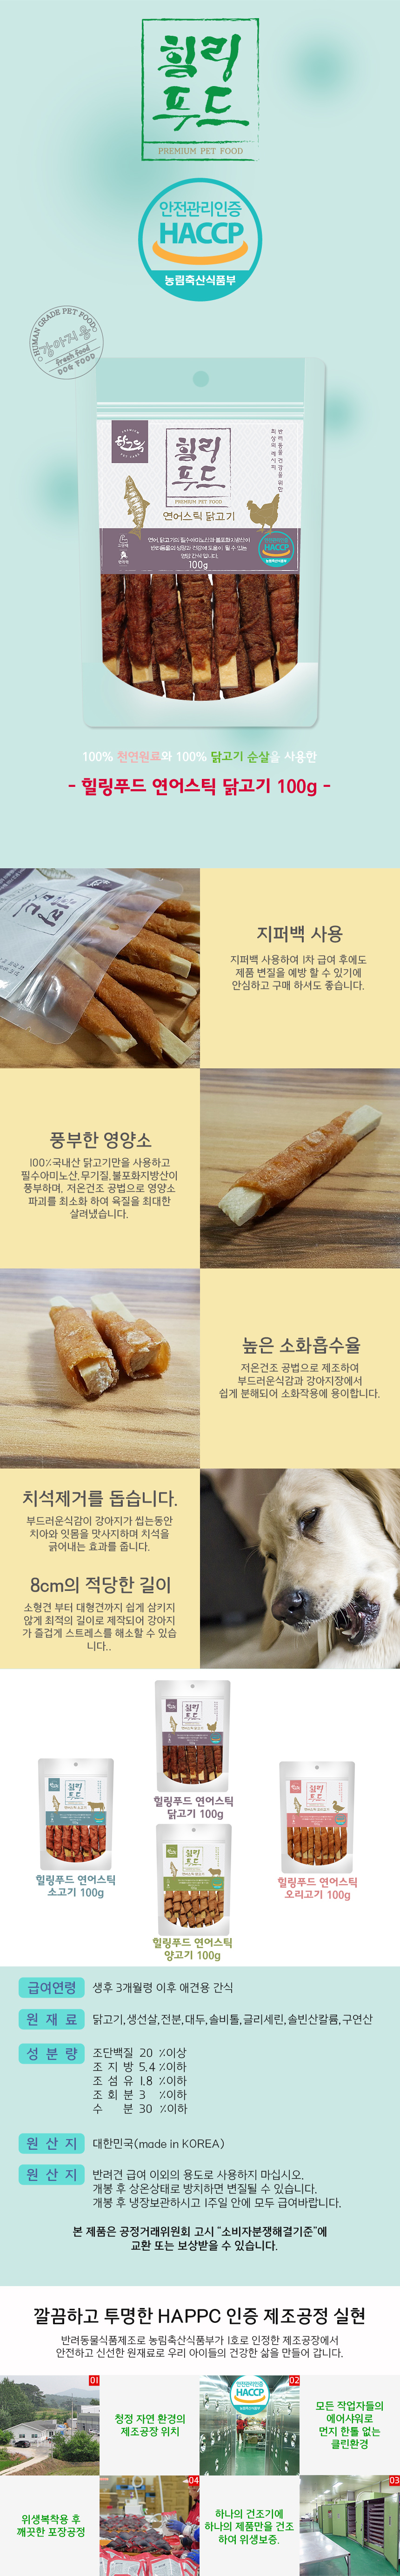 힐링
푸드
PREMIUM PET FOOD
안전관리인증
HACCP
농림축산식품부
HUMAN GRADE PET FOOD
강아지왕
fresh food
DOG FOOD
힐링
푸드
PREMIUM PET FOOD
반려동물 건강을 위한
최상의 레시피
연어스틱 닭고기
안전관리인증
HACCP
100g
100% 천연원료와 100% 닭고기 순살을 사용한
- 힐링푸드 연어스틱 닭고기 100g -
지퍼백 사용
지퍼백 사용하여 1차 급여 후에도
제품 변질을 예방 할 수 있기에
안심하고 구매 하셔도 좋습니다.
풍부한 영양소
100%국내산 닭고기만을 사용하고
필수아미노산,무기질,불포화지방산이
풍부하며, 저온건조 공법으로 영양소
파괴를 최소화 하여 육질을 최대한
살려냈습니다.
높은 소화흡수율
저온건조 공법으로 제조하여
부드러운식감과 강아지장에서
쉽게 분해되어 소화작용에 용이합니다.
치석제거를 돕습니다.
부드러운식감이 강아지가 씹는동안
치아와 잇몸을 맛사지하며 치석을
긁어내는 효과를 줍니다.
8cm의 적당한 길이
소형견 부터 대형견까지 쉽게 삼키지
않게 최적의 길이로 제작되어 강아지
가 즐겁게 스트레스를 해소할 수 있습
니다..
힐링푸드 연어스틱
닭고기 100g
힐링푸드 연어스틱
소고기 100g
힐링푸드 연어스틱
오리고기 100g
힐링푸드 연어스틱
양고기 100g
급여연령 생후 3개월령 이후 애견용 간식
원 재 료 닭고기,생선살,전분,대두,솔비톨,글리세린,솔빈산칼륨,구연산
성 분 량 조단백질 20 %이상
조 지 방 5.4 %이하
조 섬 유 1.8 %이하
조 회 분 3 %이하
수 분 30 %이하
원 산 지 대한민국(made in KOREA)
원 산 지 반려견 급여 이외의 용도로 사용하지 마십시오.
개봉 후 상온상태로 방치하면 변질될 수 있습니다.
개봉 후 냉장보관하시고 1주일 안에 모두 급여바랍니다.
본 제품은 공정거래위원회 고시 "소비자분쟁해결기준"에
교환 또는 보상받을 수 있습니다.
깔끔하고 투명한 HAPPC 인증 제조공정 실현
반려동물식품제조로 농림축산식품부가 1호로 인정한 제조공장에서
안전하고 신선한 원재료로 우리 아이들의 건강한 삶을 만들어 갑니다.
01
청정 자연 환경의
제조공장 위치
안전관리인증
HACCP
02
모든 작업자들의
에어샤워로
먼지 한톨 없는
클린환경
위생복착용 후
깨끗한 포장공정
04
하나의 건조기에
하나의 제품만을 건조
하여 위생보증.
03